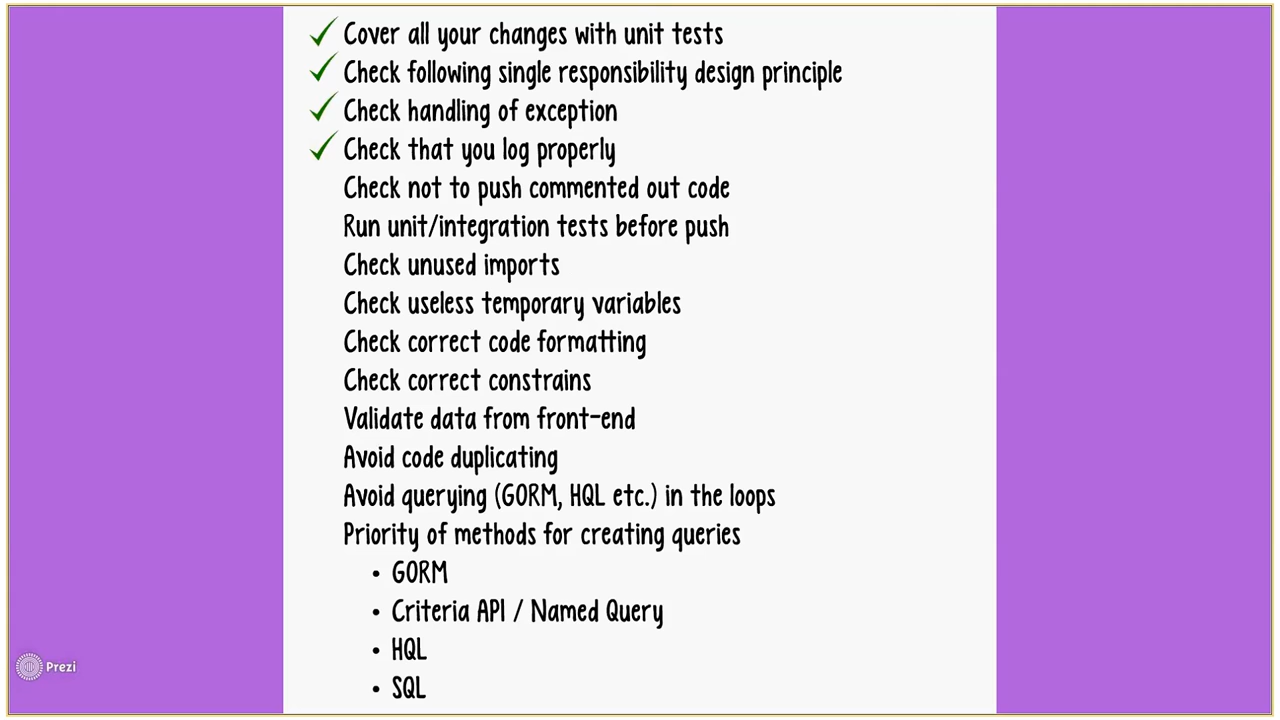 Cover all your changes with unit tests
Check following single responsibility design principle
Check handling of exception
Check that you log properly
Check not to push commented out code
Run unit/integration tests before push
Check unused imports
Check useless temporary variables
Check correct code formatting
Check correct constrains
Validate data from front-end
Avoid code duplicating
Avoid querying (GORM, HQL etc.) in the loops
Priority of methods for creating queries
• GORM
• Criteria API / Named Query
• HQL
• SQL
Prezi